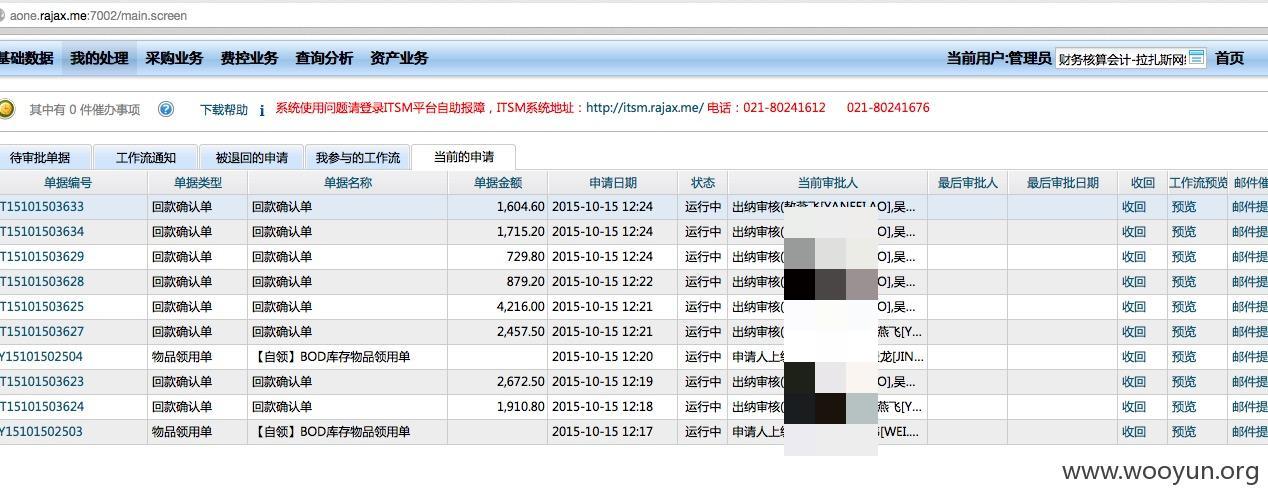 aone.rajax.me:7002/main.screen
基础数据 我的处理 采购业务 费控业务 查询分析 资产业务 当前用户:管理员 财务核算会计-拉扎斯网 首页
其中有 0 件催办事项 下载帮助 系统使用问题请登录ITSM平台自助报障，ITSM系统地址：http://itsm.rajax.me/ 电话：021-80241612 021-80241676
待审批单据 工作流通知 被退回的申请 我参与的工作流 当前的申请
单据编号 单据类型 单据名称 单据金额 申请日期 状态 当前审批人 最后审批人 最后审批日期 收回 工作流预览 邮件催
T15101503633 回款确认单 回款确认单 1,604.60 2015-10-15 12:24 运行中 出纳审核(敖燕飞[YANFEI.AO],吴... 收回 预览 邮件提
T15101503634 回款确认单 回款确认单 1,715.20 2015-10-15 12:24 运行中 出纳审核( O],吴... 收回 预览 邮件提
T15101503629 回款确认单 回款确认单 729.80 2015-10-15 12:24 运行中 出纳审核( O],吴... 收回 预览 邮件提
T15101503628 回款确认单 回款确认单 879.20 2015-10-15 12:22 运行中 出纳审核( O],吴... 收回 预览 邮件提
T15101503625 回款确认单 回款确认单 4,216.00 2015-10-15 12:21 运行中 出纳审核( O],吴... 收回 预览 邮件提
T15101503627 回款确认单 回款确认单 2,457.50 2015-10-15 12:21 运行中 出纳审核( 燕飞[Y... 收回 预览 邮件提
Y15101502504 物品领用单 【自领】BOD库存物品领用单 2015-10-15 12:20 运行中 申请人上 龙[JIN... 收回 预览 邮件提
T15101503623 回款确认单 回款确认单 2,672.50 2015-10-15 12:19 运行中 出纳审核( O],吴... 收回 预览 邮件提
T15101503624 回款确认单 回款确认单 1,910.80 2015-10-15 12:18 运行中 出纳审核( 燕飞[Y... 收回 预览 邮件提
Y15101502503 物品领用单 【自领】BOD库存物品领用单 2015-10-15 12:17 运行中 申请人上 [WEI.... 收回 预览 邮件提
www.wooyun.org